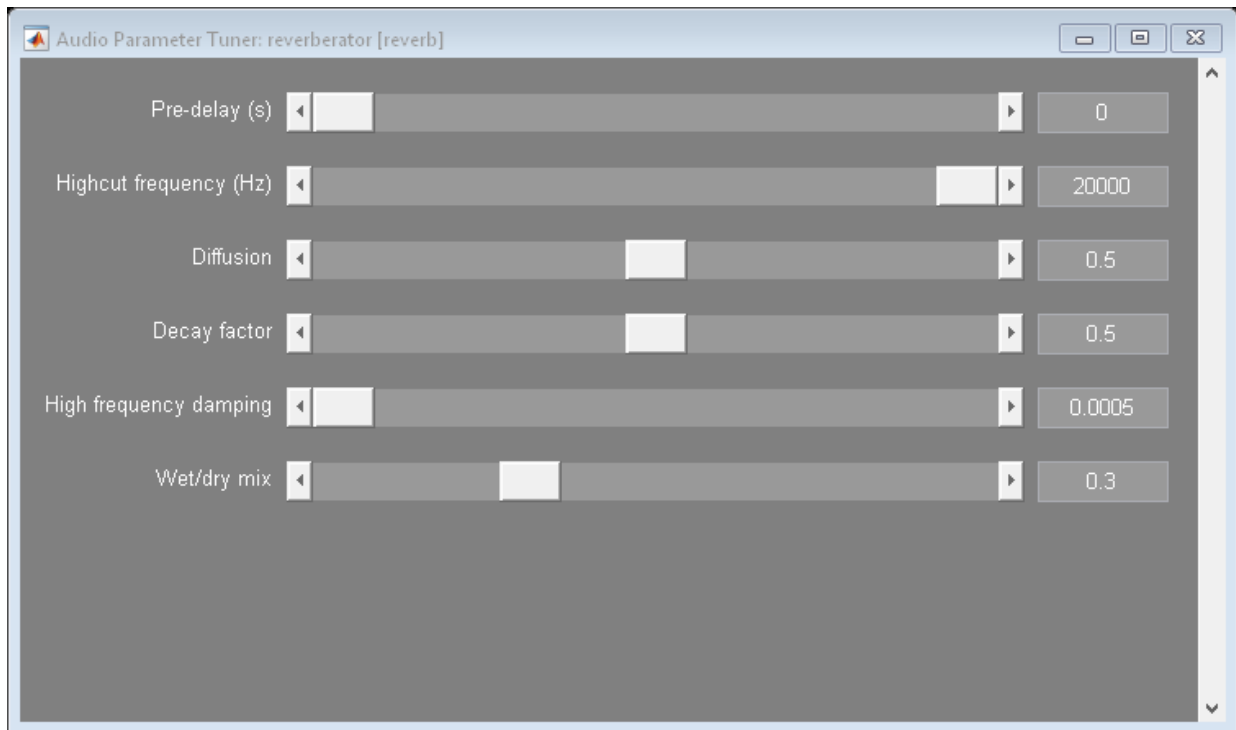 Audio Parameter Tuner: reverberator [reverb]
Pre-delay (s) 0
Highcut frequency (Hz) 20000
Diffusion 0.5
Decay factor 0.5
High frequency damping 0.0005
Wet/dry mix 0.3